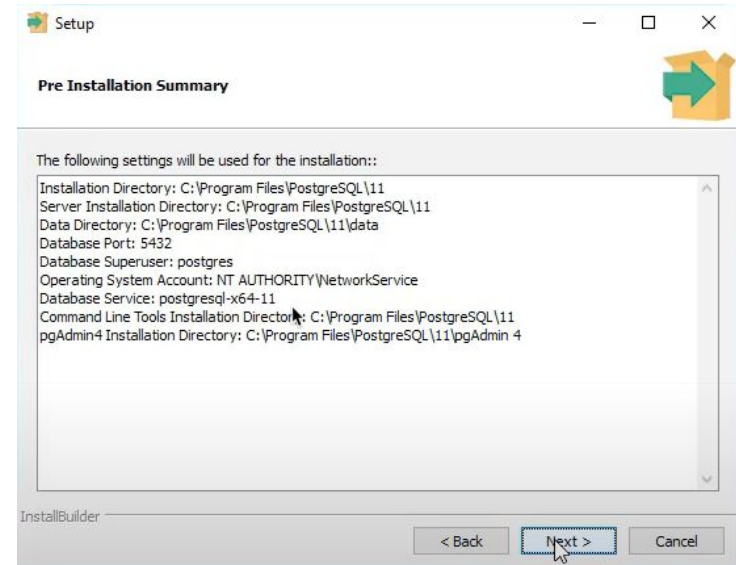 Setup
Pre Installation Summary
The following settings will be used for the installation::
Installation Directory: C:\Program Files\PostgreSQL\11
Server Installation Directory: C:\Program Files\PostgreSQL\11
Data Directory: C:\Program Files\PostgreSQL\11\data
Database Port: 5432
Database Superuser: postgres
Operating System Account: NT AUTHORITY\NetworkService
Database Service: postgresql-x64-11
Command Line Tools Installation Directory: C:\Program Files\PostgreSQL\11
pgAdmin4 Installation Directory: C:\Program Files\PostgreSQL\11\pgAdmin 4
InstallBuilder
< Back Next > Cancel